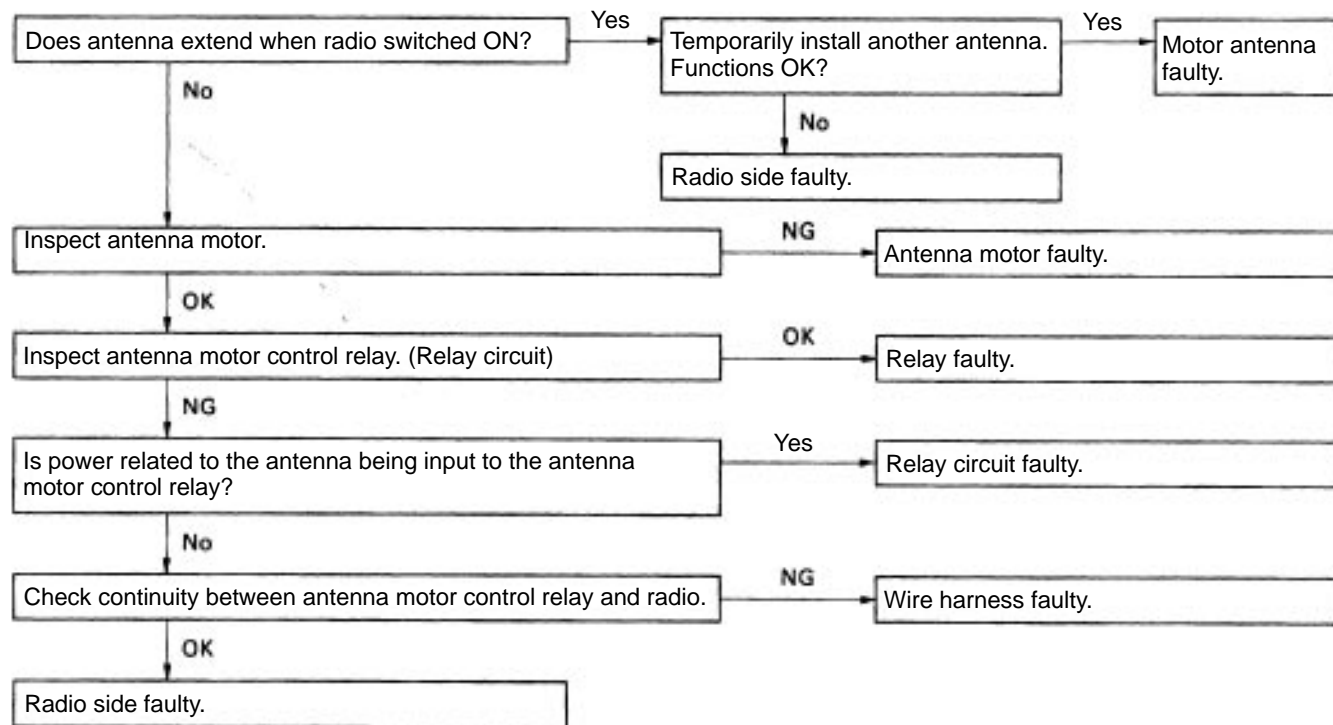 Does antenna extend when radio switched ON?
Yes
Temporarily install another antenna.
Functions OK?
Yes
Motor antenna
faulty.
No
No
Radio side faulty.
Inspect antenna motor.
NG
Antenna motor faulty.
OK
Inspect antenna motor control relay. (Relay circuit)
OK
Relay faulty.
NG
Is power related to the antenna being input to the antenna
motor control relay?
Yes
Relay circuit faulty.
No
Check continuity between antenna motor control relay and radio.
NG
Wire harness faulty.
OK
Radio side faulty.